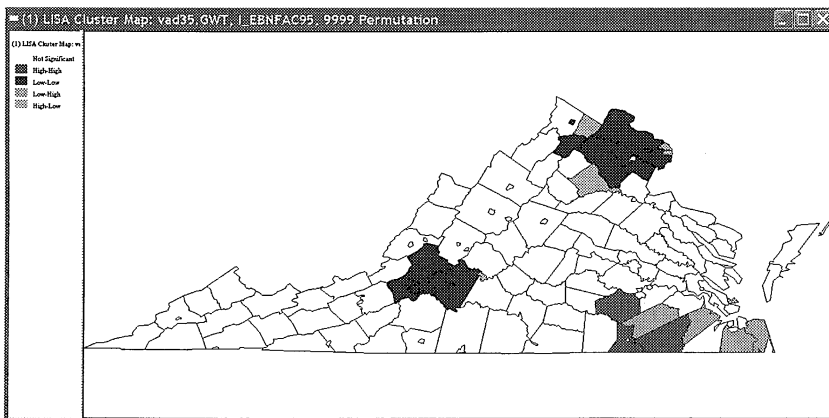 (1) LISA Cluster Map: vad35.GWT, I_EBNFAC95, 9999 Permutation
(1) LISA Cluster Map: va
Not Significant
High-High
Low-Low
Low-High
High-Low